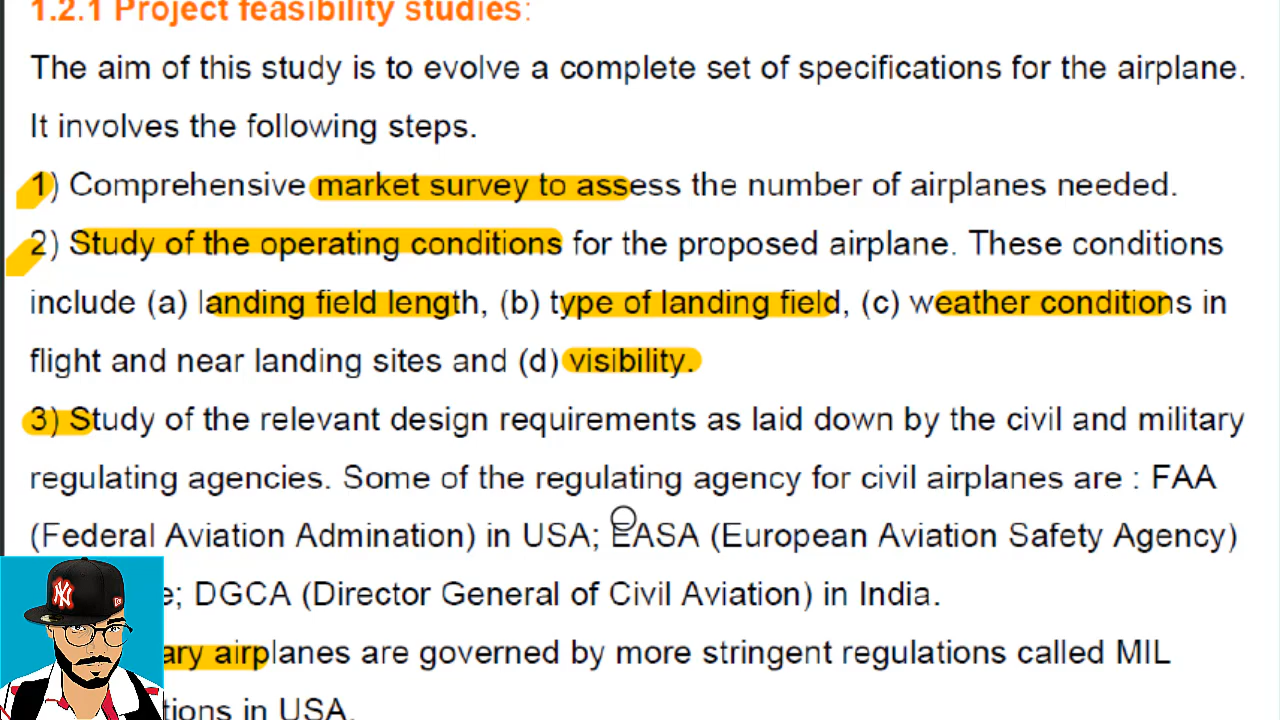 1.2.1 Project feasibility studies:
The aim of this study is to evolve a complete set of specifications for the airplane.
It involves the following steps.
1) Comprehensive market survey to assess the number of airplanes needed.
2) Study of the operating conditions for the proposed airplane. These conditions
include (a) landing field length, (b) type of landing field, (c) weather conditions in
flight and near landing sites and (d) visibility.
3) Study of the relevant design requirements as laid down by the civil and military
regulating agencies. Some of the regulating agency for civil airplanes are : FAA
(Federal Aviation Admination) in USA; EASA (European Aviation Safety Agency)
e; DGCA (Director General of Civil Aviation) in India.
ary airplanes are governed by more stringent regulations called MIL
tions in USA.